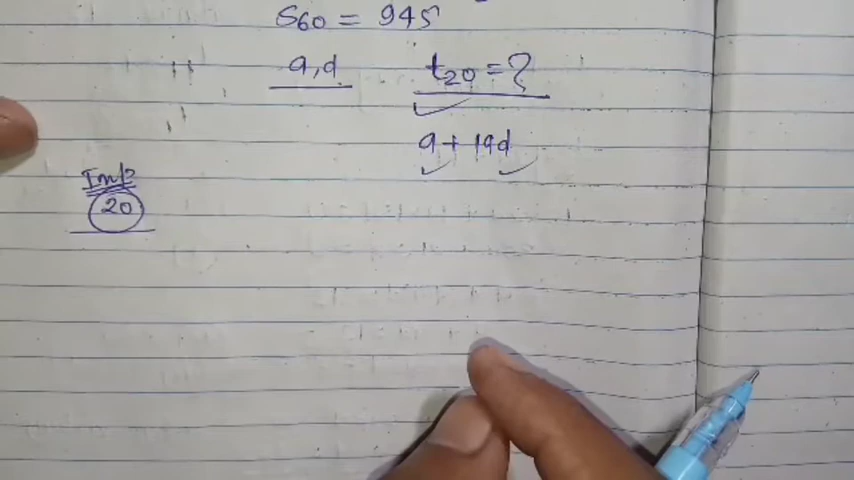 S60 = 945
a, d t20 = ?
a + 19d
Imp
20